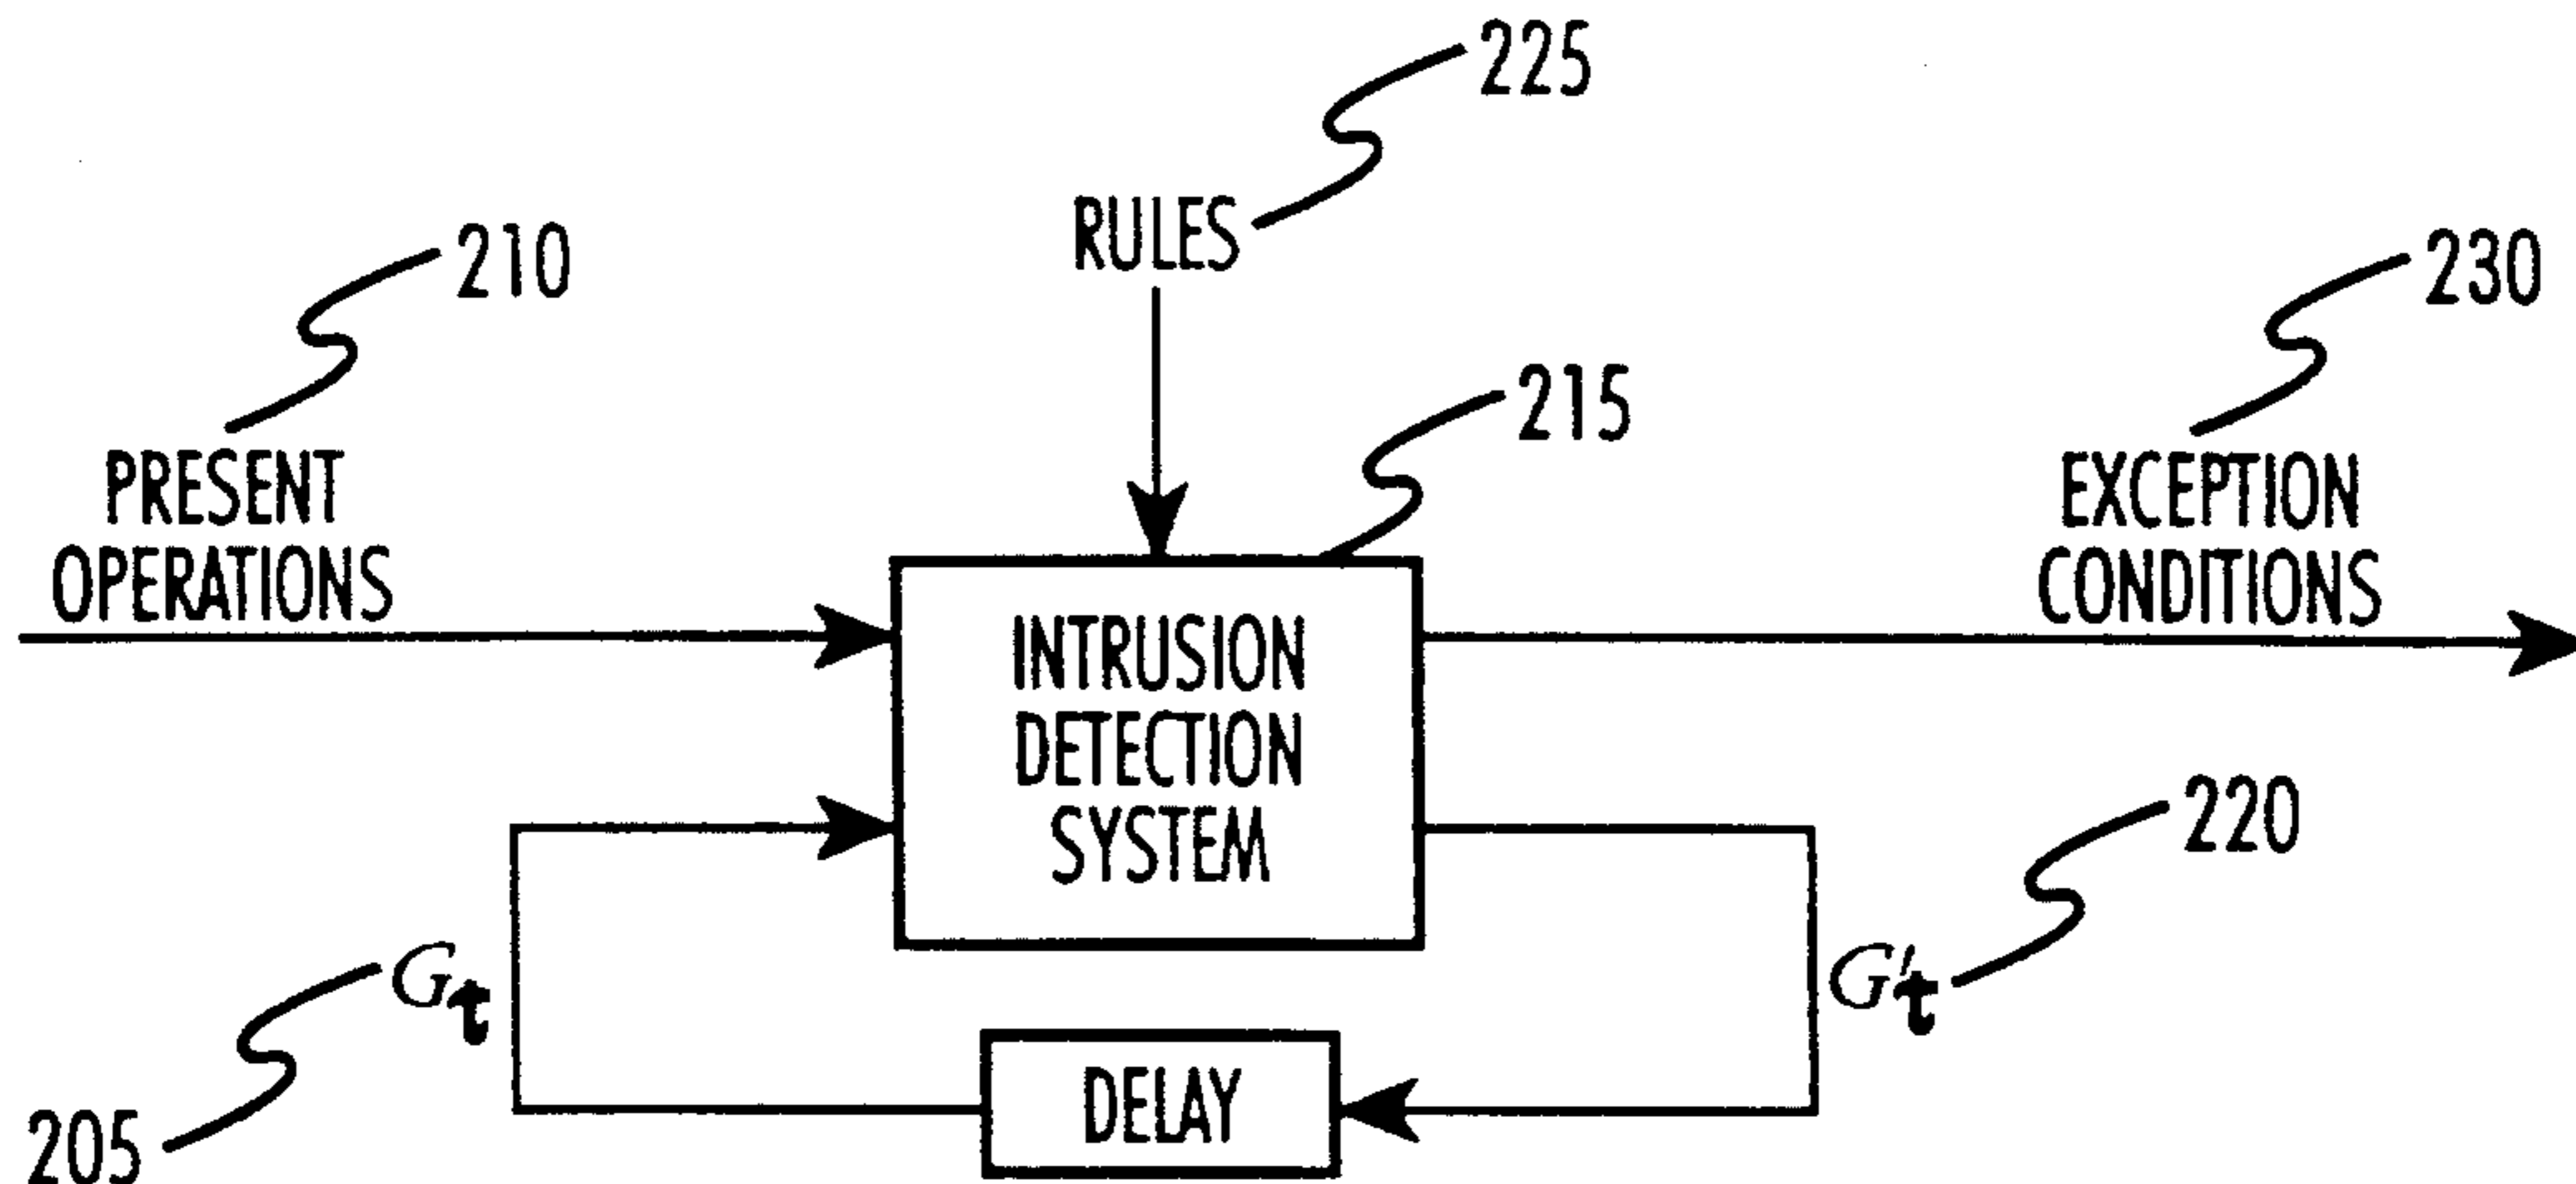 225
RULES
210
230
215
PRESENT
OPERATIONS
EXCEPTION
CONDITIONS
INTRUSION
DETECTION
SYSTEM
220
Gt
G't
DELAY
205